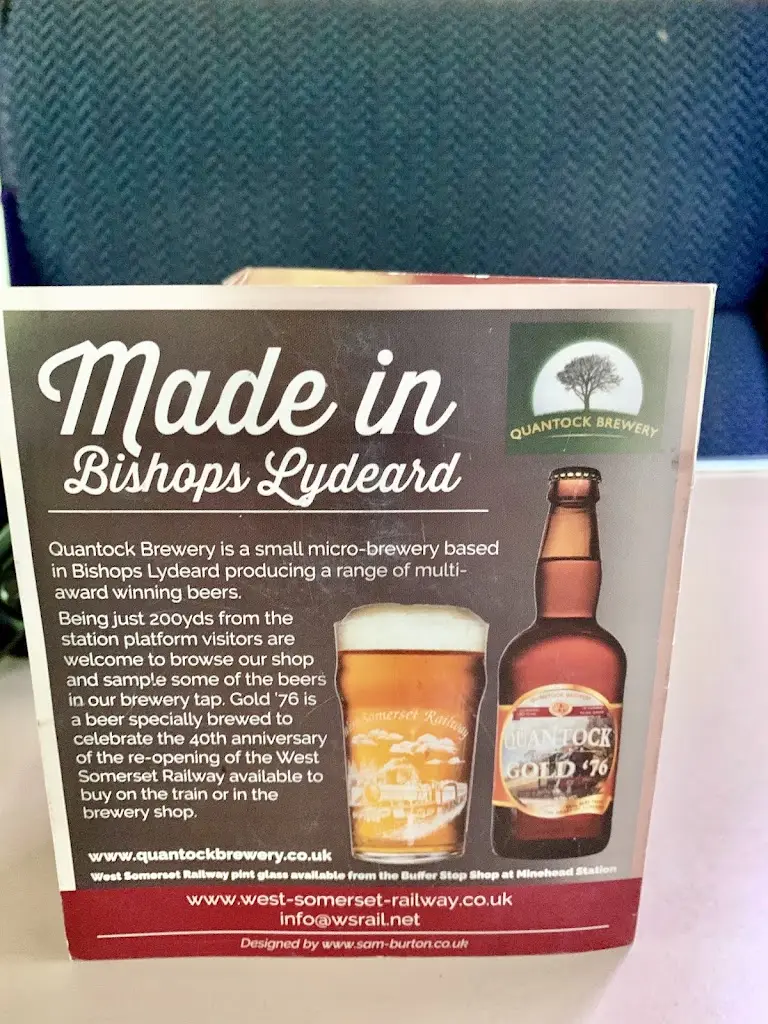 Made in
Bishops Lydeard
QUANTOCK BREWERY
Quantock Brewery is a small micro-brewery based
in Bishops Lydeard producing a range of multi-
award winning beers.
Being just 200yds from the
station platform visitors are
welcome to browse our shop
and sample some of the beers
in our brewery tap. Gold '76 is
a beer specially brewed to
celebrate the 40th anniversary
of the re-opening of the West
Somerset Railway available to
buy on the train or in the
brewery shop.
Somerset Railway
QUANTOCK
GOLD '76
www.quantockbrewery.co.uk
West Somerset Railway pint glass available from the Buffer Stop Shop at Minehead Station
www.west-somerset-railway.co.uk
info@wsrail.net
Designed by www.sam-burton.co.uk